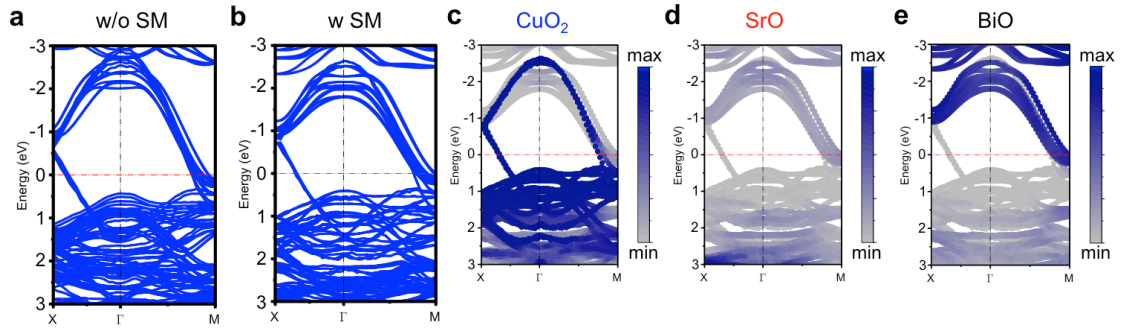 a w/o SM
b w SM
c CuO₂
d SrO
e BiO
Energy (eV)
-3
-2
-1
0
1
2
3
X Γ M
Energy (eV)
-3
-2
-1
0
1
2
3
X Γ M
Energy (eV)
-3
-2
-1
0
1
2
3
X Γ M
max
min
Energy (eV)
-3
-2
-1
0
1
2
3
X Γ M
max
min
Energy (eV)
-3
-2
-1
0
1
2
3
X Γ M
max
min